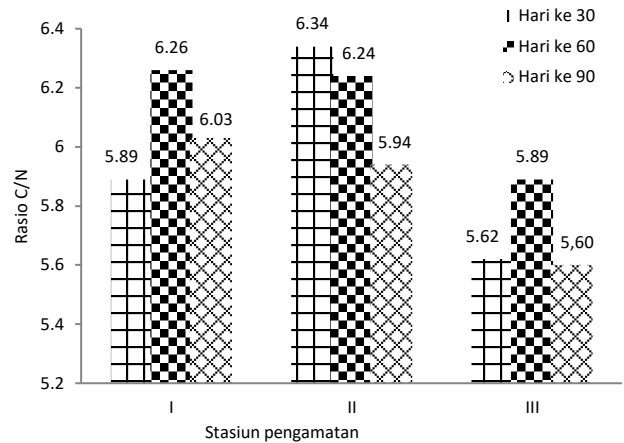 6.4
6.2
6
5.8
5.6
5.4
5.2
Rasio C/N
5.89
6.26
6.03
6.34
6.24
5.94
5.62
5.89
5,60
Hari ke 30
Hari ke 60
Hari ke 90
I
II
III
Stasiun pengamatan